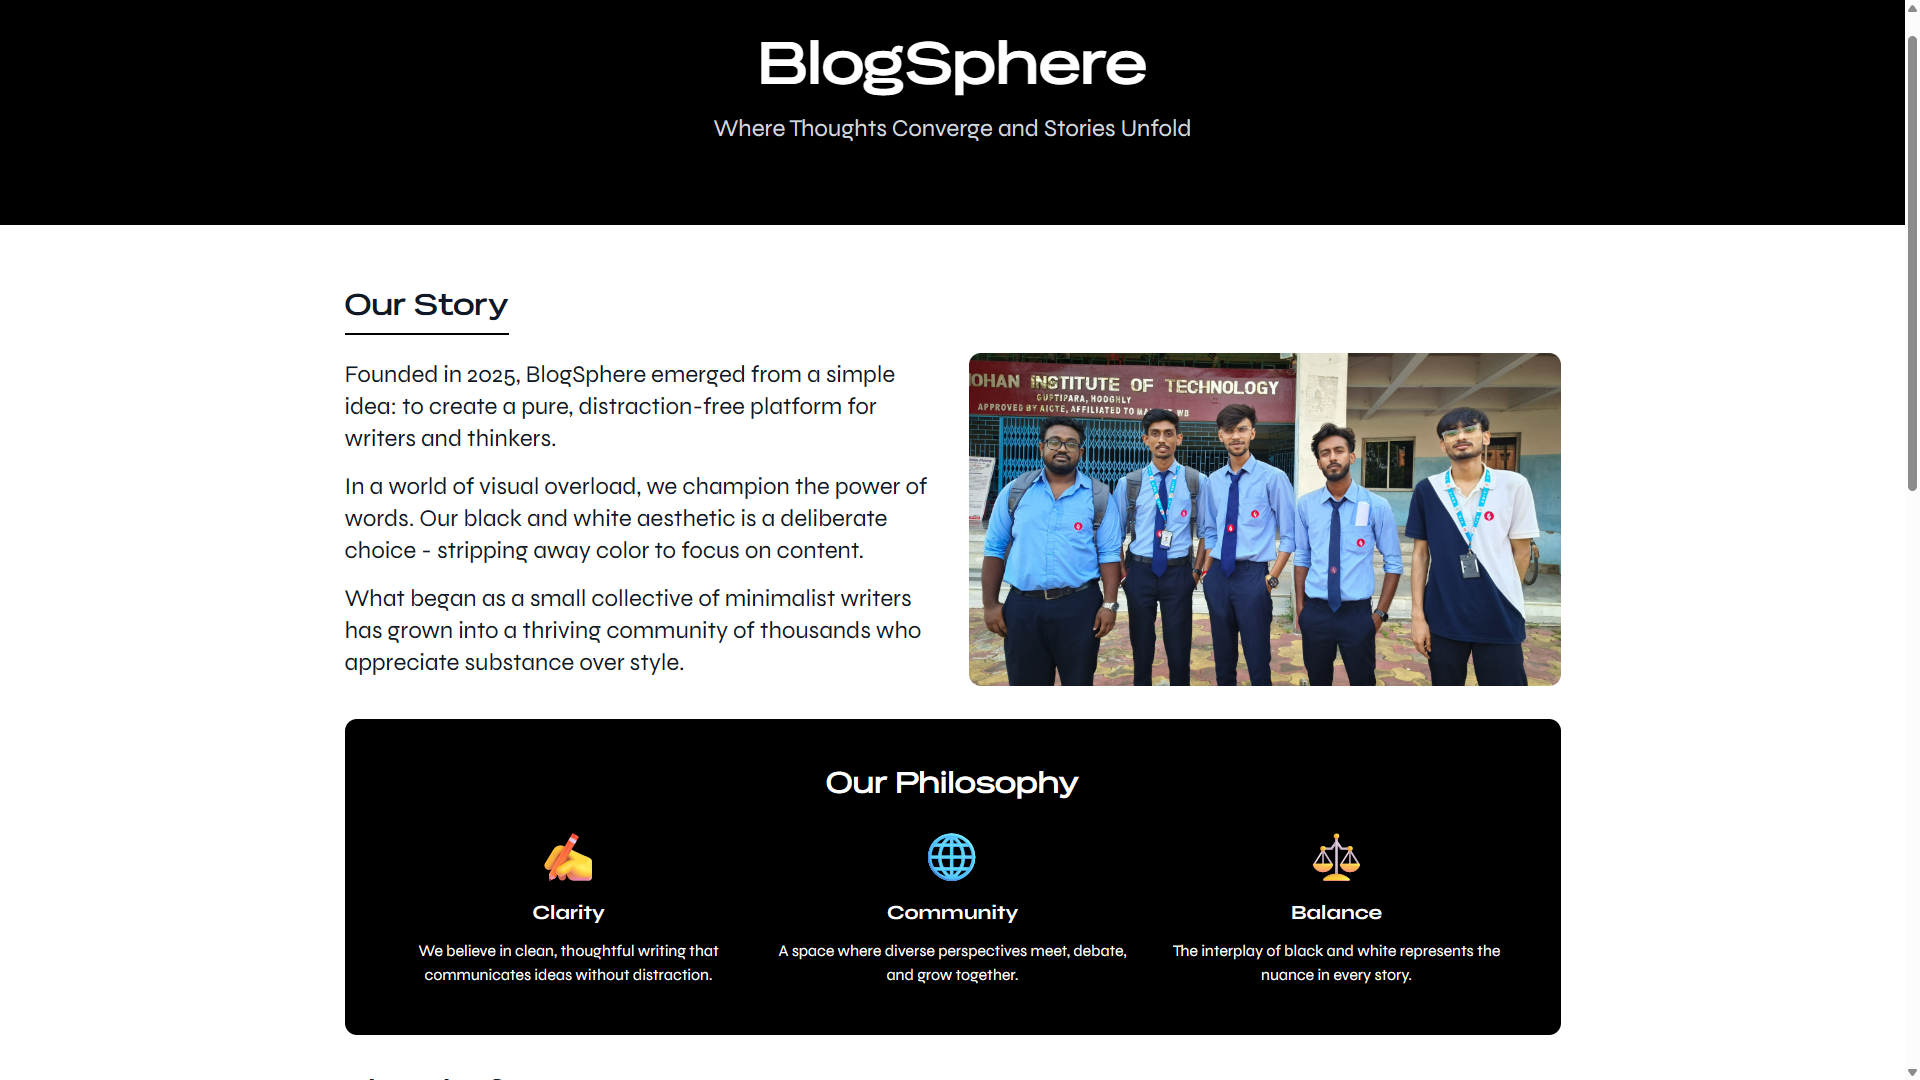 BlogSphere
Where Thoughts Converge and Stories Unfold
Our Story
Founded in 2025, BlogSphere emerged from a simple
idea: to create a pure, distraction-free platform for
writers and thinkers.
In a world of visual overload, we champion the power of
words. Our black and white aesthetic is a deliberate
choice - stripping away color to focus on content.
What began as a small collective of minimalist writers
has grown into a thriving community of thousands who
appreciate substance over style.
OHAN INSTITUTE OF TECHNOLOGY
GUPTIPARA, HOOGHLY
APPROVED BY AICTE, AFFILIATED TO WB
Our Philosophy
Clarity
We believe in clean, thoughtful writing that
communicates ideas without distraction.
Community
A space where diverse perspectives meet, debate,
and grow together.
Balance
The interplay of black and white represents the
nuance in every story.